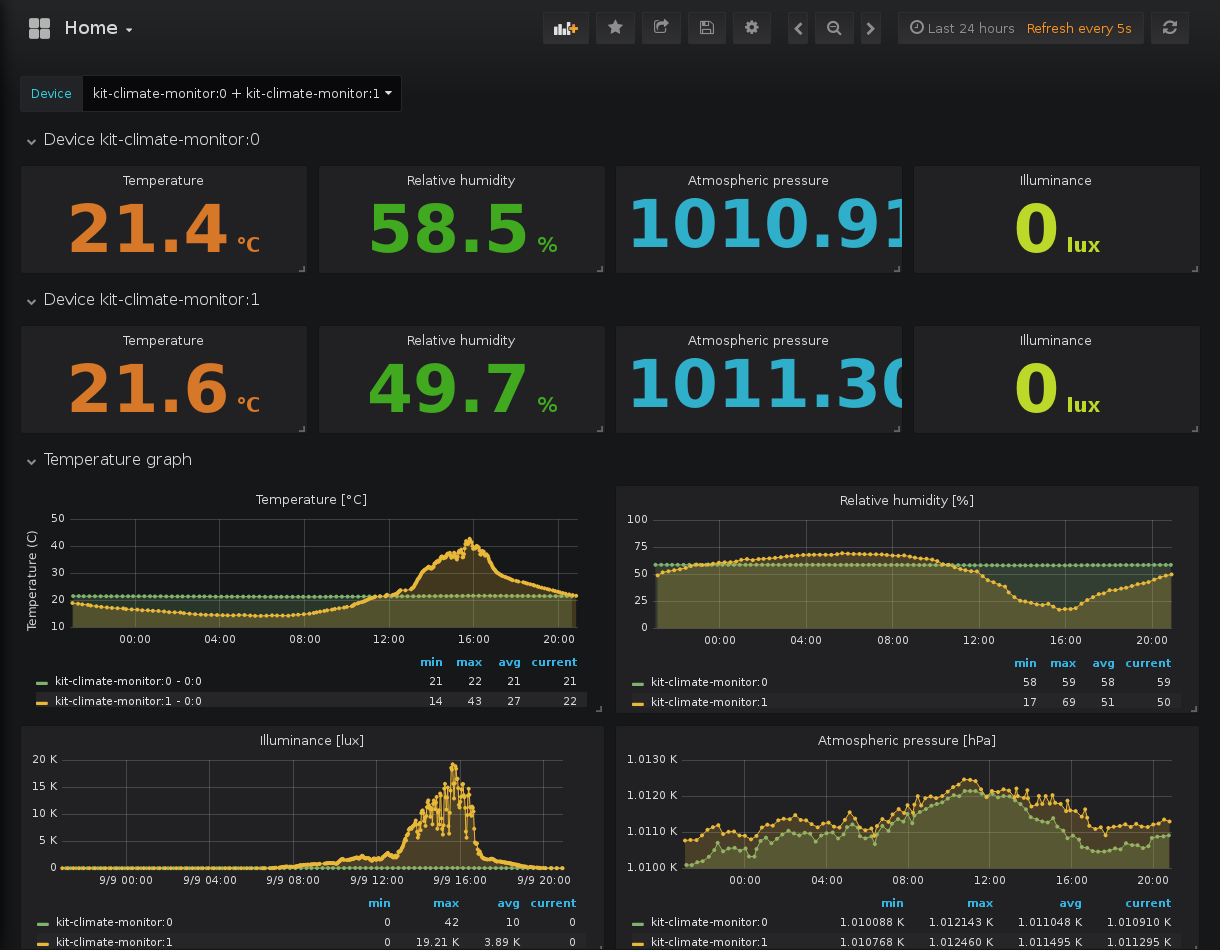 Home
Last 24 hours Refresh every 5s
Device kit-climate-monitor:0 + kit-climate-monitor:1
Device kit-climate-monitor:0
Temperature Relative humidity Atmospheric pressure Illuminance
21.4 °C 58.5 % 1010.91 0 lux
Device kit-climate-monitor:1
Temperature Relative humidity Atmospheric pressure Illuminance
21.6 °C 49.7 % 1011.30 0 lux
Temperature graph
Temperature [°C]
Temperature (C)
50
40
30
20
10
00:00 04:00 08:00 12:00 16:00 20:00
min max avg current
kit-climate-monitor:0 - 0:0 21 22 21 21
kit-climate-monitor:1 - 0:0 14 43 27 22
Relative humidity [%]
100
75
50
25
0
00:00 04:00 08:00 12:00 16:00 20:00
min max avg current
kit-climate-monitor:0 58 59 58 59
kit-climate-monitor:1 17 69 51 50
Illuminance [lux]
20 K
15 K
10 K
5 K
0
9/9 00:00 9/9 04:00 9/9 08:00 9/9 12:00 9/9 16:00 9/9 20:00
min max avg current
kit-climate-monitor:0 0 42 10 0
kit-climate-monitor:1 0 19.21 K 3.89 K 0
Atmospheric pressure [hPa]
1.0130 K
1.0120 K
1.0110 K
1.0100 K
00:00 04:00 08:00 12:00 16:00 20:00
min max avg current
kit-climate-monitor:0 1.010088 K 1.012143 K 1.011048 K 1.010910 K
kit-climate-monitor:1 1.010768 K 1.012460 K 1.011495 K 1.011295 K